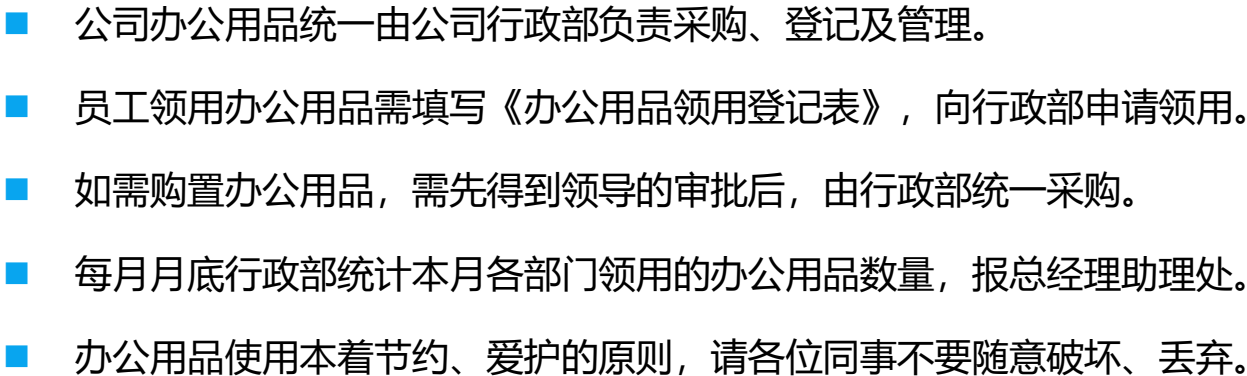 公司办公用品统一由公司行政部负责采购、登记及管理。
员工领用办公用品需填写《办公用品领用登记表》，向行政部申请领用。
如需购置办公用品，需先得到领导的审批后，由行政部统一采购。
每月月底行政部统计本月各部门领用的办公用品数量，报总经理助理处。
办公用品使用本着节约、爱护的原则，请各位同事不要随意破坏、丢弃。